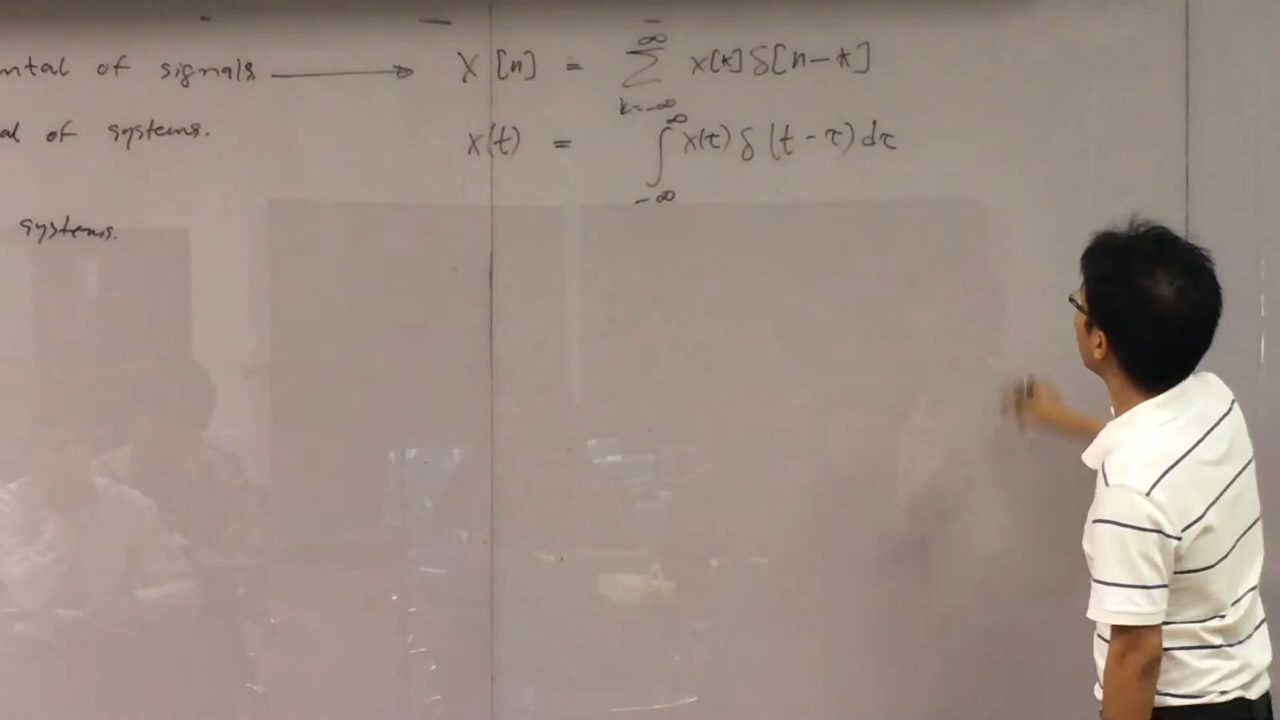 ntal of signals → X[n] = ∞ Σ k=-∞ x[k] δ[n-k]
al of systems. x(t) = ∫ -∞ ∞ x(τ) δ(t-τ) dτ
systems.